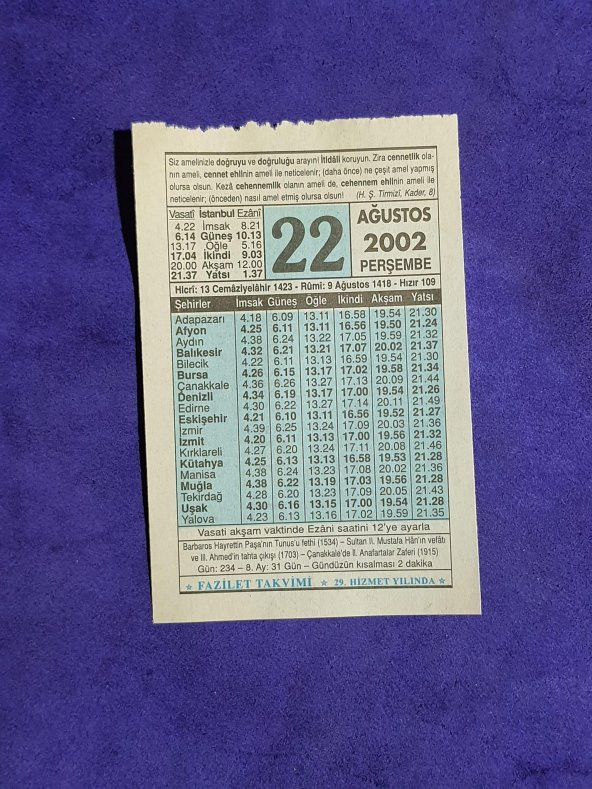 Siz amelinizle doğruyu ve doğruluğu arayın! İtidâli koruyun. Zira cennetlik ola-
nın ameli, cennet ehlinin ameli ile neticelenir; (daha önce) ne çeşit amel yapmış
olursa olsun. Kezâ cehennemlik olanın ameli de, cehennem ehlinin ameli ile
neticelenir; (önceden) nasıl amel etmiş olursa olsun! (H. Ş. Tirmizî, Kader, 8)
Vasatî İstanbul Ezânî
4.22 İmsak 8.21
6.14 Güneş 10.13
13.17 Öğle 5.16
17.04 İkindi 9.03
20.00 Akşam 12.00
21.37 Yatsı 1.37
22
AĞUSTOS
2002
PERŞEMBE
Hicrî: 13 Cemâziyelâhir 1423 - Rûmi: 9 Ağustos 1418 - Hızır 109
Şehirler İmsak Güneş Öğle İkindi Akşam Yatsı
Adapazarı 4.18 6.09 13.11 16.58 19.54 21.30
Afyon 4.25 6.11 13.11 16.56 19.50 21.24
Aydın 4.38 6.24 13.22 17.05 19.59 21.32
Balıkesir 4.32 6.21 13.21 17.07 20.02 21.37
Bilecik 4.22 6.11 13.13 16.59 19.54 21.30
Bursa 4.26 6.15 13.17 17.02 19.58 21.34
Çanakkale 4.36 6.26 13.27 17.13 20.09 21.44
Denizli 4.34 6.19 13.17 17.00 19.54 21.26
Edirne 4.30 6.22 13.27 17.14 20.11 21.49
Eskişehir 4.21 6.10 13.11 16.56 19.52 21.27
İzmir 4.39 6.25 13.24 17.09 20.03 21.36
İzmit 4.20 6.11 13.13 17.00 19.56 21.32
Kırklareli 4.27 6.20 13.24 17.11 20.08 21.46
Kütahya 4.25 6.13 13.13 16.58 19.53 21.28
Manisa 4.38 6.24 13.23 17.08 20.02 21.36
Muğla 4.38 6.22 13.19 17.03 19.56 21.28
Tekirdağ 4.28 6.20 13.23 17.09 20.05 21.43
Uşak 4.30 6.16 13.15 17.00 19.54 21.28
Yalova 4.23 6.13 13.16 17.02 19.59 21.35
Vasati akşam vaktinde Ezâni saatini 12'ye ayarla
Barbaros Hayrettin Paşa'nın Tunus'u fethi (1534) – Sultan II. Mustafa Hân'ın vefâtı
ve III. Ahmed'in tahta çıkışı (1703) – Çanakkale'de II. Anafartalar Zaferi (1915)
Gün: 234 – 8. Ay: 31 Gün – Gündüzün kısalması 2 dakika
FAZİLET TAKVİMİ 29. HİZMET YILINDA